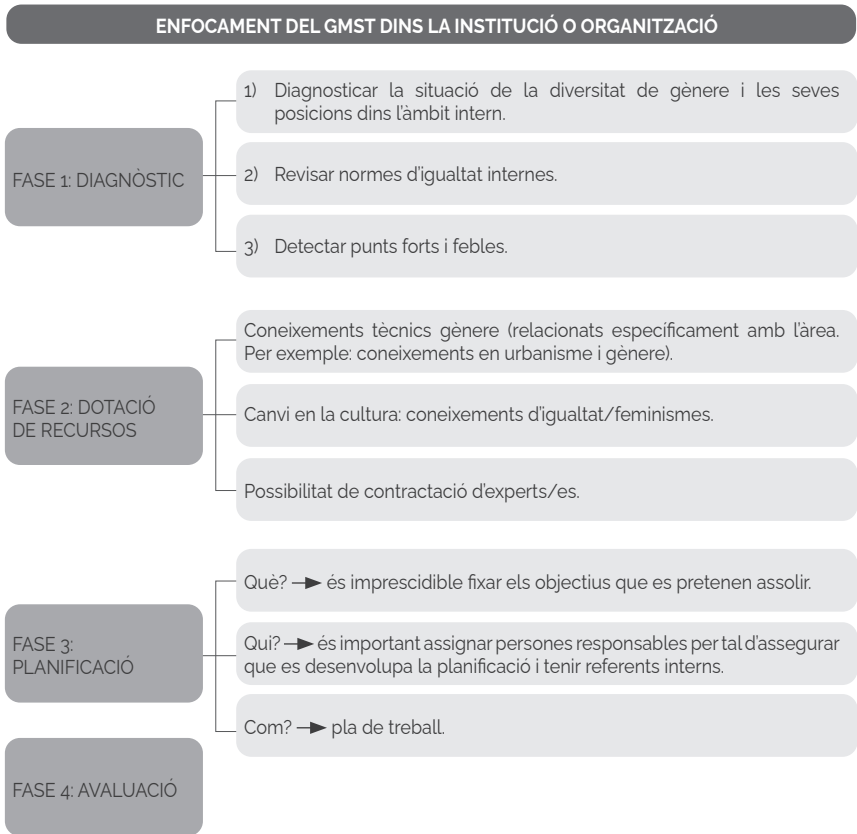 ENFOCAMENT DEL GMST DINS LA INSTITUCIÓ O ORGANITZACIÓ
FASE 1: DIAGNÒSTIC
1) Diagnosticar la situació de la diversitat de gènere i les seves
posicions dins l'àmbit intern.
2) Revisar normes d'igualtat internes.
3) Detectar punts forts i febles.
FASE 2: DOTACIÓ
DE RECURSOS
Coneixements tècnics gènere (relacionats específicament amb l'àrea.
Per exemple: coneixements en urbanisme i gènere).
Canvi en la cultura: coneixements d'igualtat/feminismes.
Possibilitat de contractació d'experts/es.
FASE 3:
PLANIFICACIÓ
Què? → és imprescidible fixar els objectius que es pretenen assolir.
Qui? → és important assignar persones responsables per tal d'assegurar
que es desenvolupa la planificació i tenir referents interns.
Com? → pla de treball.
FASE 4: AVALUACIÓ